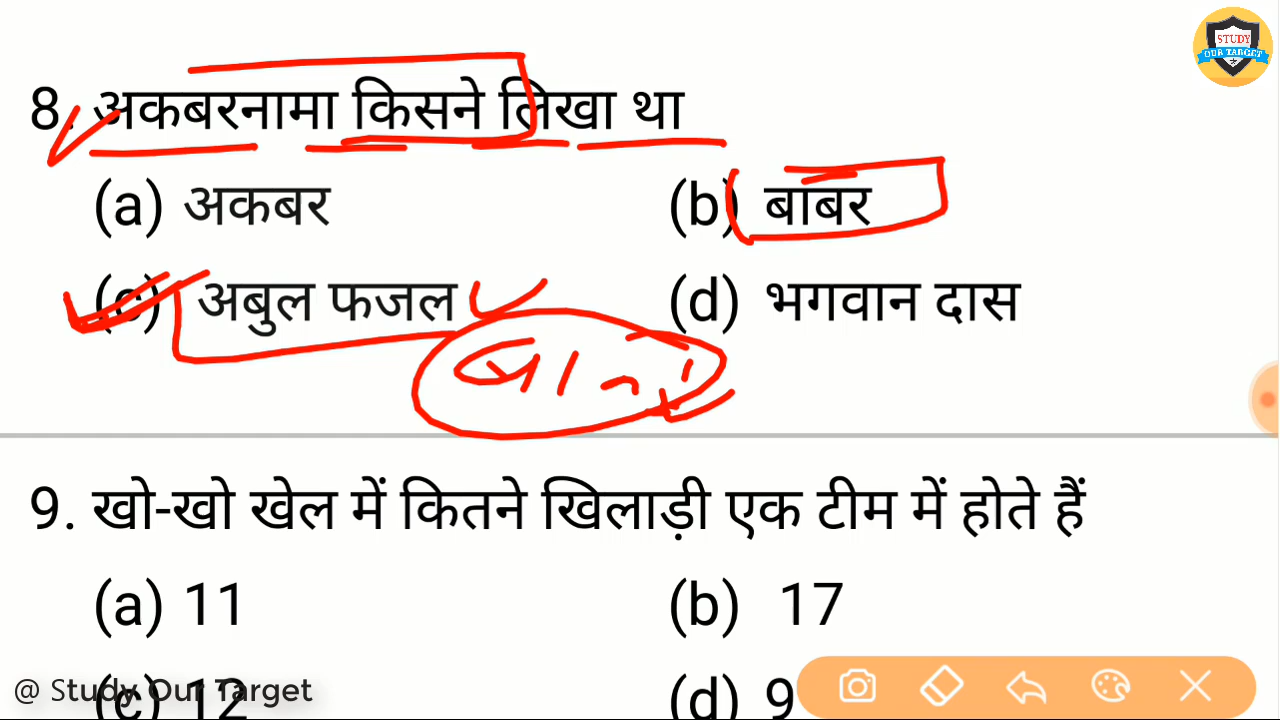 STUDY
OUR TARGET
8. अकबरनामा किसने लिखा था
(a) अकबर (b) बाबर
(c) अबुल फजल (d) भगवान दास
9. खो-खो खेल में कितने खिलाड़ी एक टीम में होते हैं
(a) 11 (b) 17
(c) 12 (d) 9
@ Study Our Target